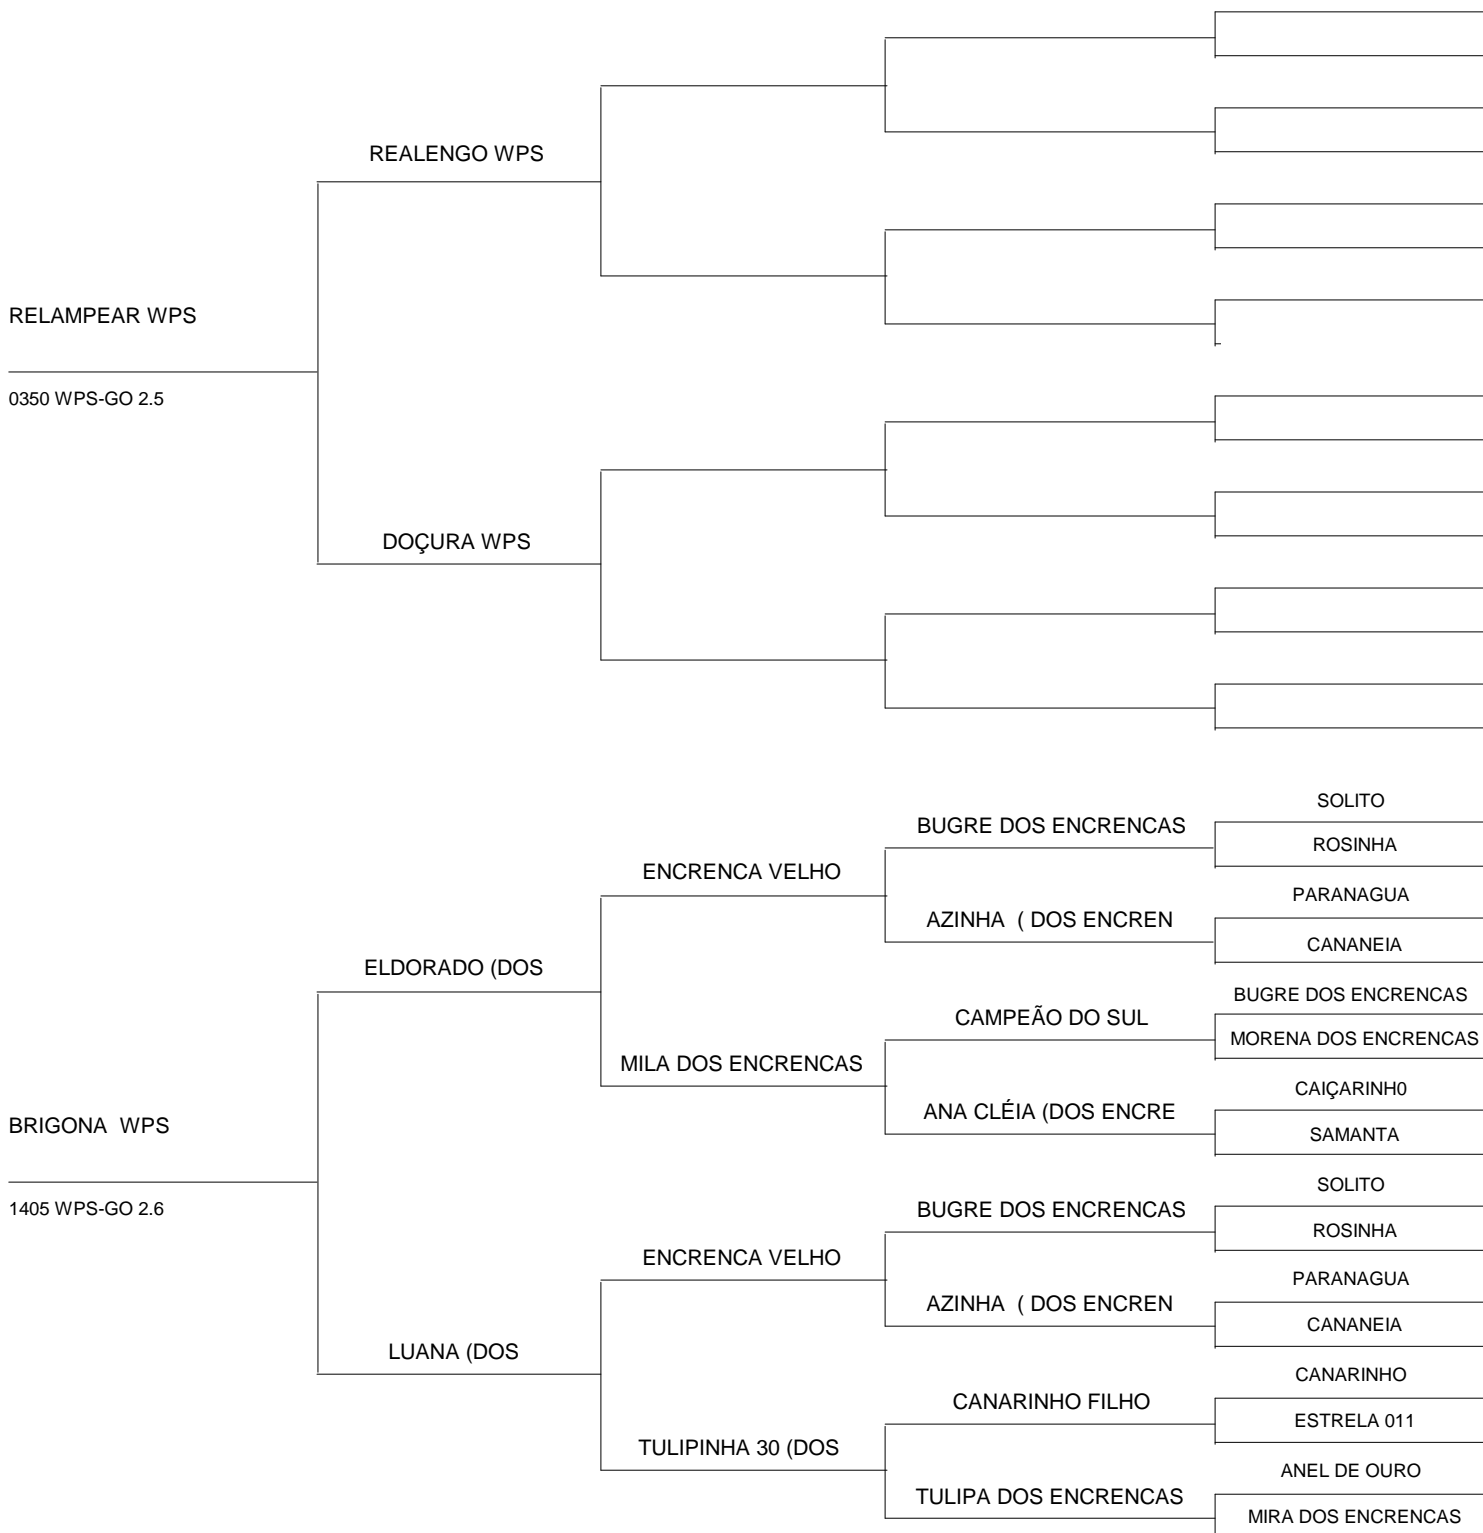 REALENGO WPS
RELAMPEAR WPS
0350 WPS-GO 2.5
DOÇURA WPS
SOLITO
BUGRE DOS ENCRENCAS
ROSINHA
ENCRENCA VELHO
PARANAGUA
AZINHA ( DOS ENCREN
CANANEIA
ELDORADO (DOS
BUGRE DOS ENCRENCAS
CAMPEÃO DO SUL
MORENA DOS ENCRENCAS
MILA DOS ENCRENCAS
CAIÇARINH0
ANA CLÉIA (DOS ENCRE
BRIGONA WPS
SAMANTA
SOLITO
1405 WPS-GO 2.6
BUGRE DOS ENCRENCAS
ROSINHA
ENCRENCA VELHO
PARANAGUA
AZINHA ( DOS ENCREN
CANANEIA
LUANA (DOS
CANARINHO
CANARINHO FILHO
ESTRELA 011
TULIPINHA 30 (DOS
ANEL DE OURO
TULIPA DOS ENCRENCAS
MIRA DOS ENCRENCAS